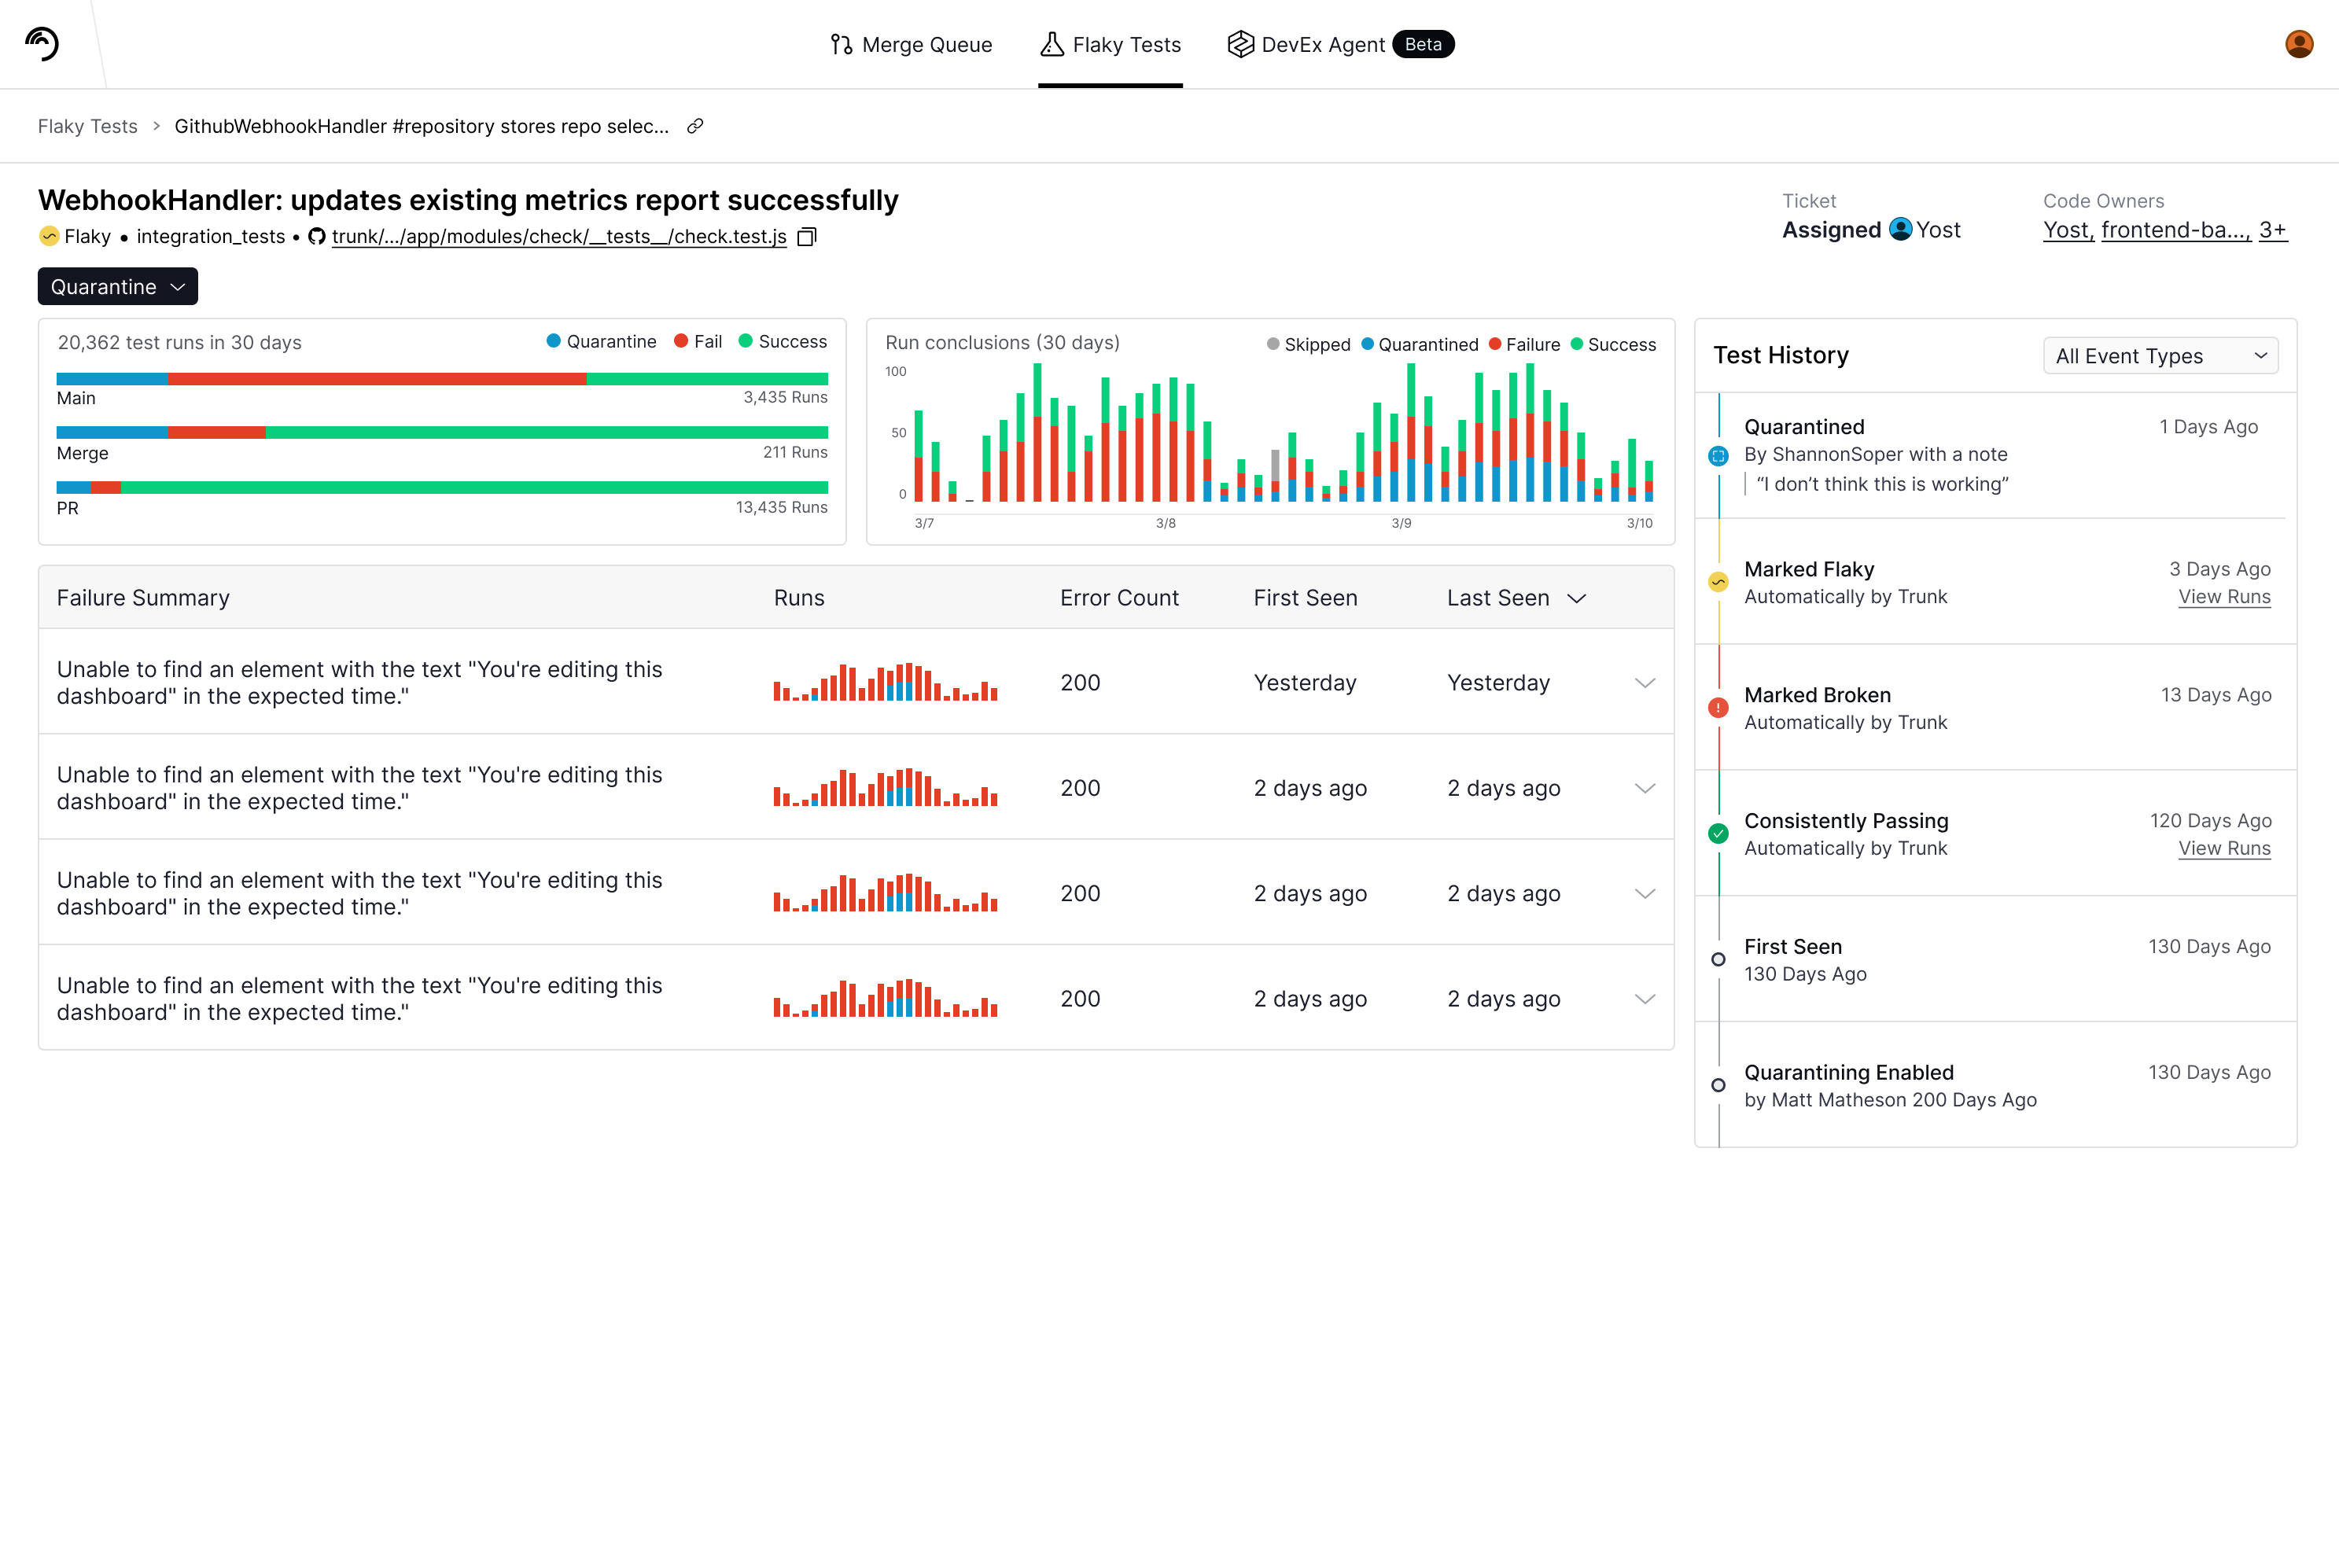 Merge Queue
Flaky Tests
DevEx Agent Beta
Flaky Tests > GithubWebhookHandler #repository stores repo selec...
WebhookHandler: updates existing metrics report successfully
Flaky • integration_tests • trunk/.../app/modules/check/__tests__/check.test.js
Ticket
Assigned Yost
Code Owners
Yost, frontend-ba..., 3+
Quarantine
20,362 test runs in 30 days
Quarantine Fail Success
Main
3,435 Runs
Merge
211 Runs
PR
13,435 Runs
Run conclusions (30 days)
Skipped Quarantined Failure Success
100
50
0
3/7 3/8 3/9 3/10
Failure Summary Runs Error Count First Seen Last Seen
Unable to find an element with the text "You're editing this
dashboard" in the expected time."
200 Yesterday Yesterday
Unable to find an element with the text "You're editing this
dashboard" in the expected time."
200 2 days ago 2 days ago
Unable to find an element with the text "You're editing this
dashboard" in the expected time."
200 2 days ago 2 days ago
Unable to find an element with the text "You're editing this
dashboard" in the expected time."
200 2 days ago 2 days ago
Test History
All Event Types
Quarantined 1 Days Ago
By ShannonSoper with a note
“I don’t think this is working”
Marked Flaky 3 Days Ago
Automatically by Trunk View Runs
Marked Broken 13 Days Ago
Automatically by Trunk
Consistently Passing 120 Days Ago
Automatically by Trunk View Runs
First Seen 130 Days Ago
130 Days Ago
Quarantining Enabled 130 Days Ago
by Matt Matheson 200 Days Ago